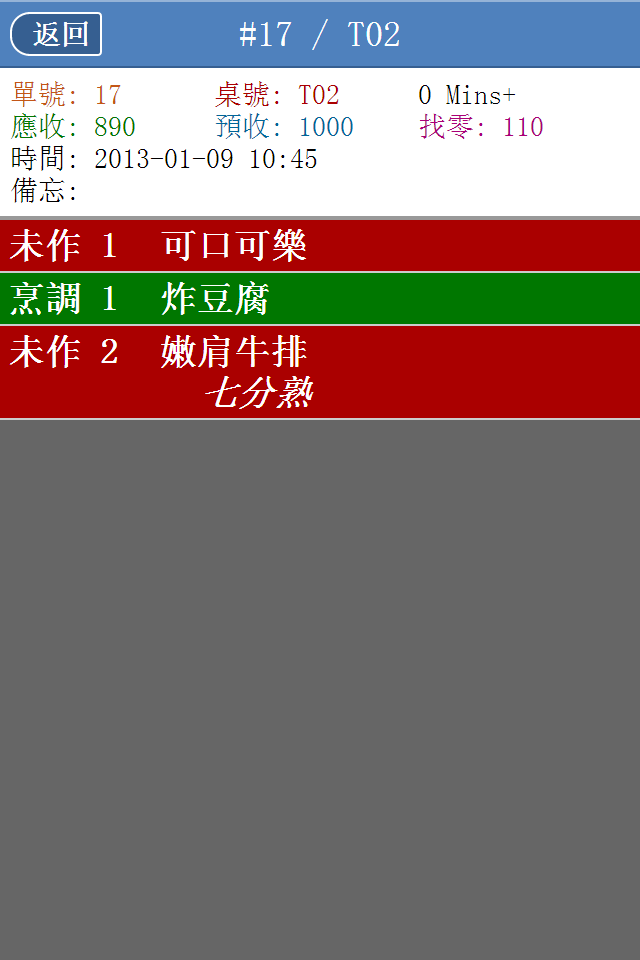 返回 #17 / T02
單號: 17 桌號: T02 0 Mins+
應收: 890 預收: 1000 找零: 110
時間: 2013-01-09 10:45
備忘:
未作 1 可口可樂
烹調 1 炸豆腐
未作 2 嫩肩牛排
七分熟